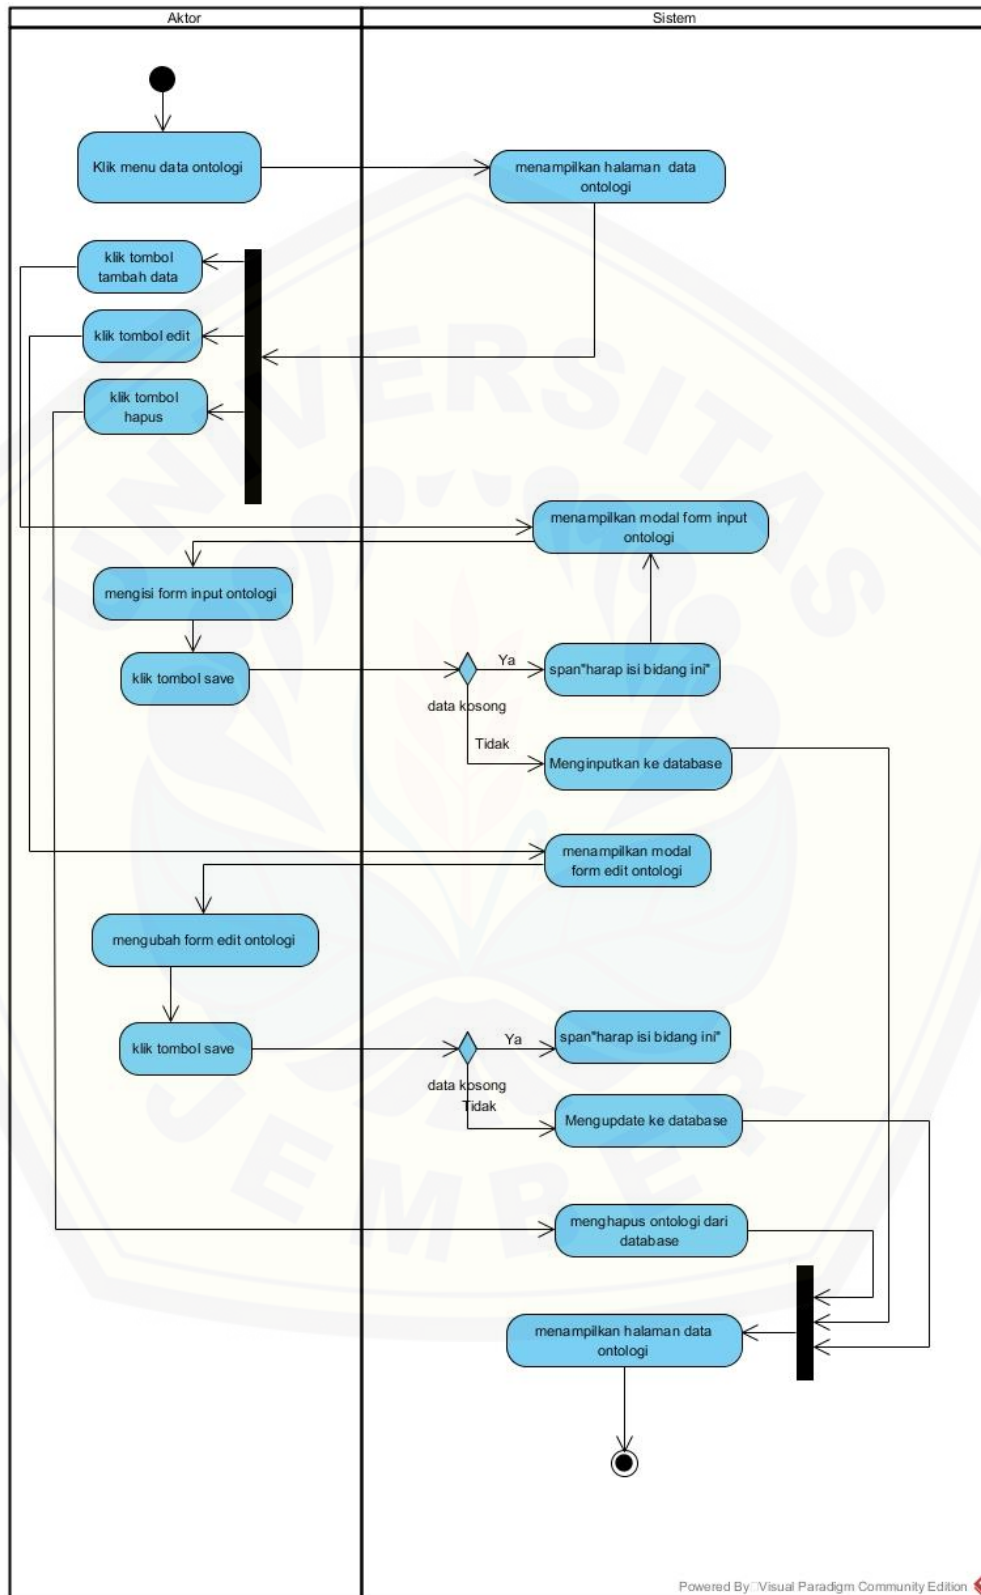 Aktor
Sistem
Klik menu data ontologi
menampilkan halaman data
ontologi
klik tombol
tambah data
klik tombol edit
klik tombol
hapus
menampilkan modal form input
ontologi
mengisi form input ontologi
klik tombol save
Ya
span"harap isi bidang ini"
data kosong
Tidak
Menginputkan ke database
menampilkan modal
form edit ontologi
mengubah form edit ontologi
klik tombol save
Ya
span"harap isi bidang ini"
data kosong
Tidak
Mengupdate ke database
menghapus ontologi dari
database
menampilkan halaman data
ontologi
UNIVERSITAS
JEMBER
Powered By Visual Paradigm Community Edition